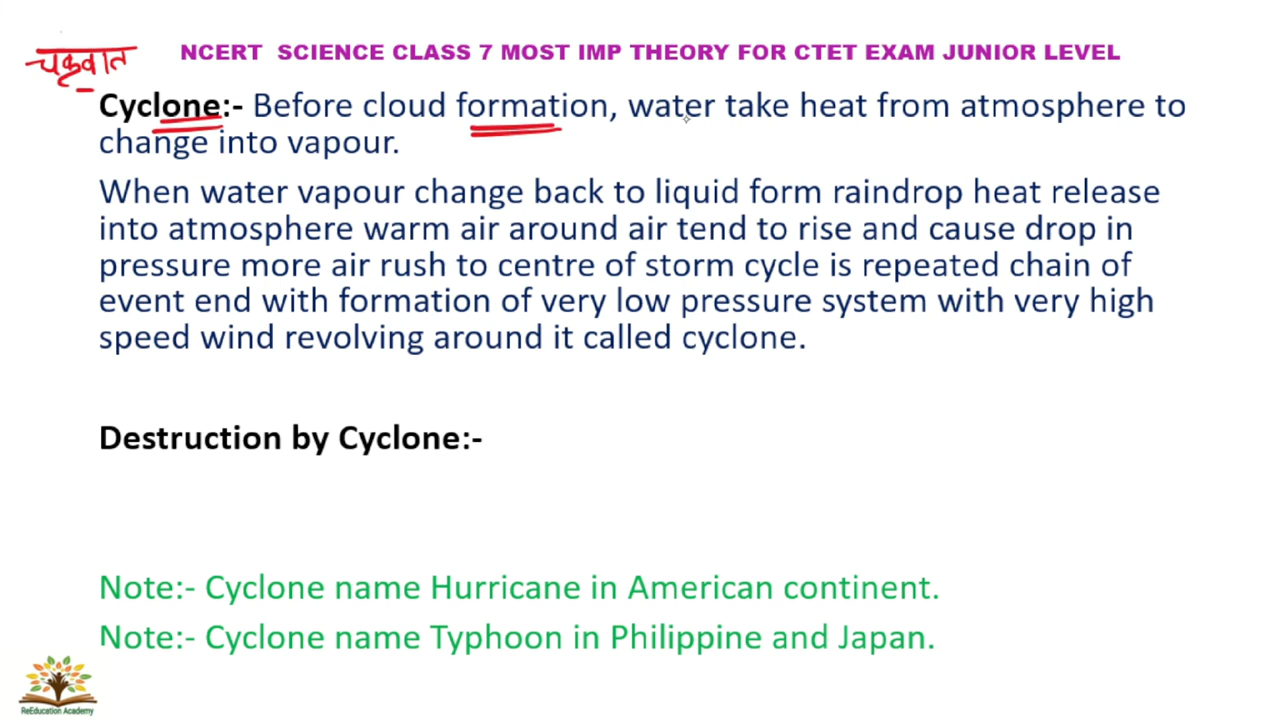 चक्रवात
NCERT SCIENCE CLASS 7 MOST IMP THEORY FOR CTET EXAM JUNIOR LEVEL
Cyclone:- Before cloud formation, water take heat from atmosphere to
change into vapour.
When water vapour change back to liquid form raindrop heat release
into atmosphere warm air around air tend to rise and cause drop in
pressure more air rush to centre of storm cycle is repeated chain of
event end with formation of very low pressure system with very high
speed wind revolving around it called cyclone.
Destruction by Cyclone:-
Note:- Cyclone name Hurricane in American continent.
Note:- Cyclone name Typhoon in Philippine and Japan.
ReEducation Academy